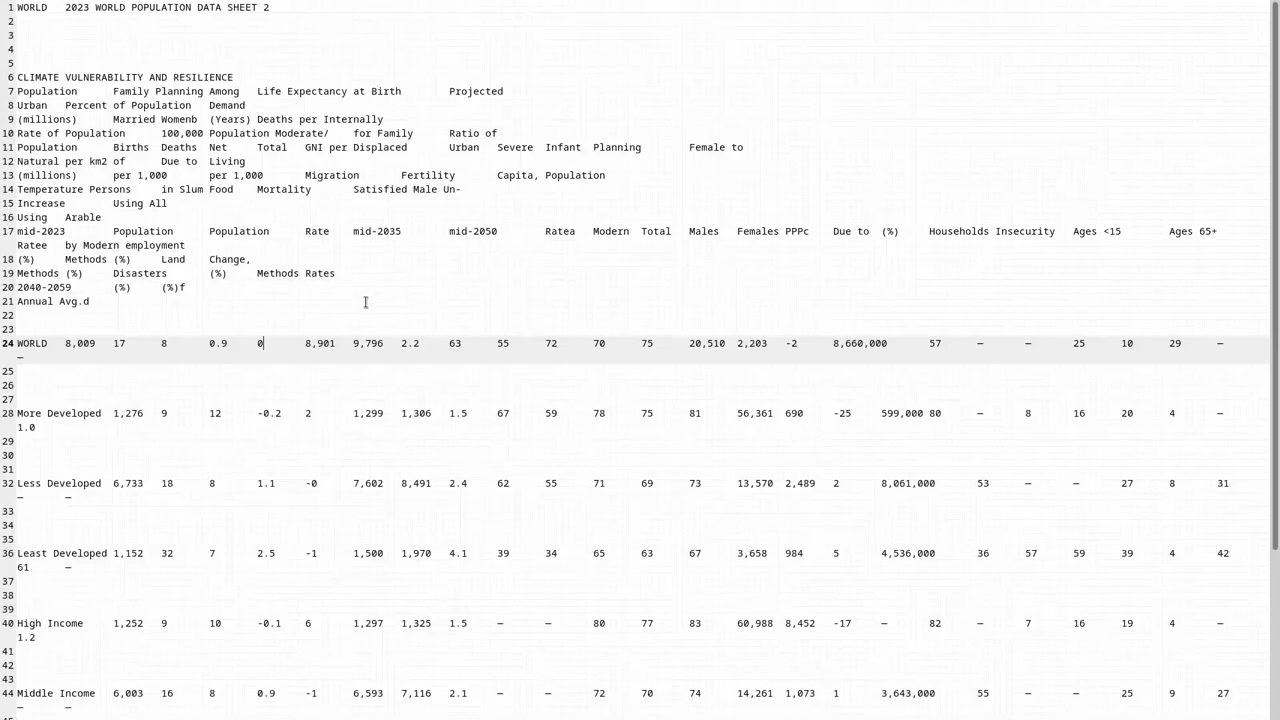 1 WORLD 2023 WORLD POPULATION DATA SHEET 2
2
3
4
5
6 CLIMATE VULNERABILITY AND RESILIENCE
7 Population Family Planning Among Life Expectancy at Birth Projected
8 Urban Percent of Population Demand
9 (millions) Married Womenb (Years) Deaths per Internally
10 Rate of Population 100,000 Population Moderate/ for Family Ratio of
11 Population Births Deaths Net Total GNI per Displaced Urban Severe Infant Planning Female to
12 Natural per km2 of Due to Living
13 (millions) per 1,000 per 1,000 Migration Fertility Capita, Population
14 Temperature Persons in Slum Food Mortality Satisfied Male Un-
15 Increase Using All
16 Using Arable
17 mid-2023 Population Population Rate mid-2035 mid-2050 Ratea Modern Total Males Females PPPc Due to (%) Households Insecurity Ages <15 Ages 65+
Ratee by Modern employment
18 (%) Methods (%) Land Change,
19 Methods (%) Disasters (%) Methods Rates
20 2040-2059 (%) (%)f
21 Annual Avg.d
22
23
24 WORLD 8,009 17 8 0.9 0 8,901 9,796 2.2 63 55 72 70 75 20,510 2,203 -2 8,660,000 57 — — 25 10 29 —
—
25
26
27
28 More Developed 1,276 9 12 -0.2 2 1,299 1,306 1.5 67 59 78 75 81 56,361 690 -25 599,000 80 — 8 16 20 4 —
1.0
29
30
31
32 Less Developed 6,733 18 8 1.1 -0 7,602 8,491 2.4 62 55 71 69 73 13,570 2,489 2 8,061,000 53 — — 27 8 31
— —
33
34
35
36 Least Developed 1,152 32 7 2.5 -1 1,500 1,970 4.1 39 34 65 63 67 3,658 984 5 4,536,000 36 57 59 39 4 42
61 —
37
38
39
40 High Income 1,252 9 10 -0.1 6 1,297 1,325 1.5 — — 80 77 83 60,988 8,452 -17 — 82 — 7 16 19 4 —
1.2
41
42
43
44 Middle Income 6,003 16 8 0.9 -1 6,593 7,116 2.1 — — 72 70 74 14,261 1,073 1 3,643,000 55 — — 25 9 27
— —